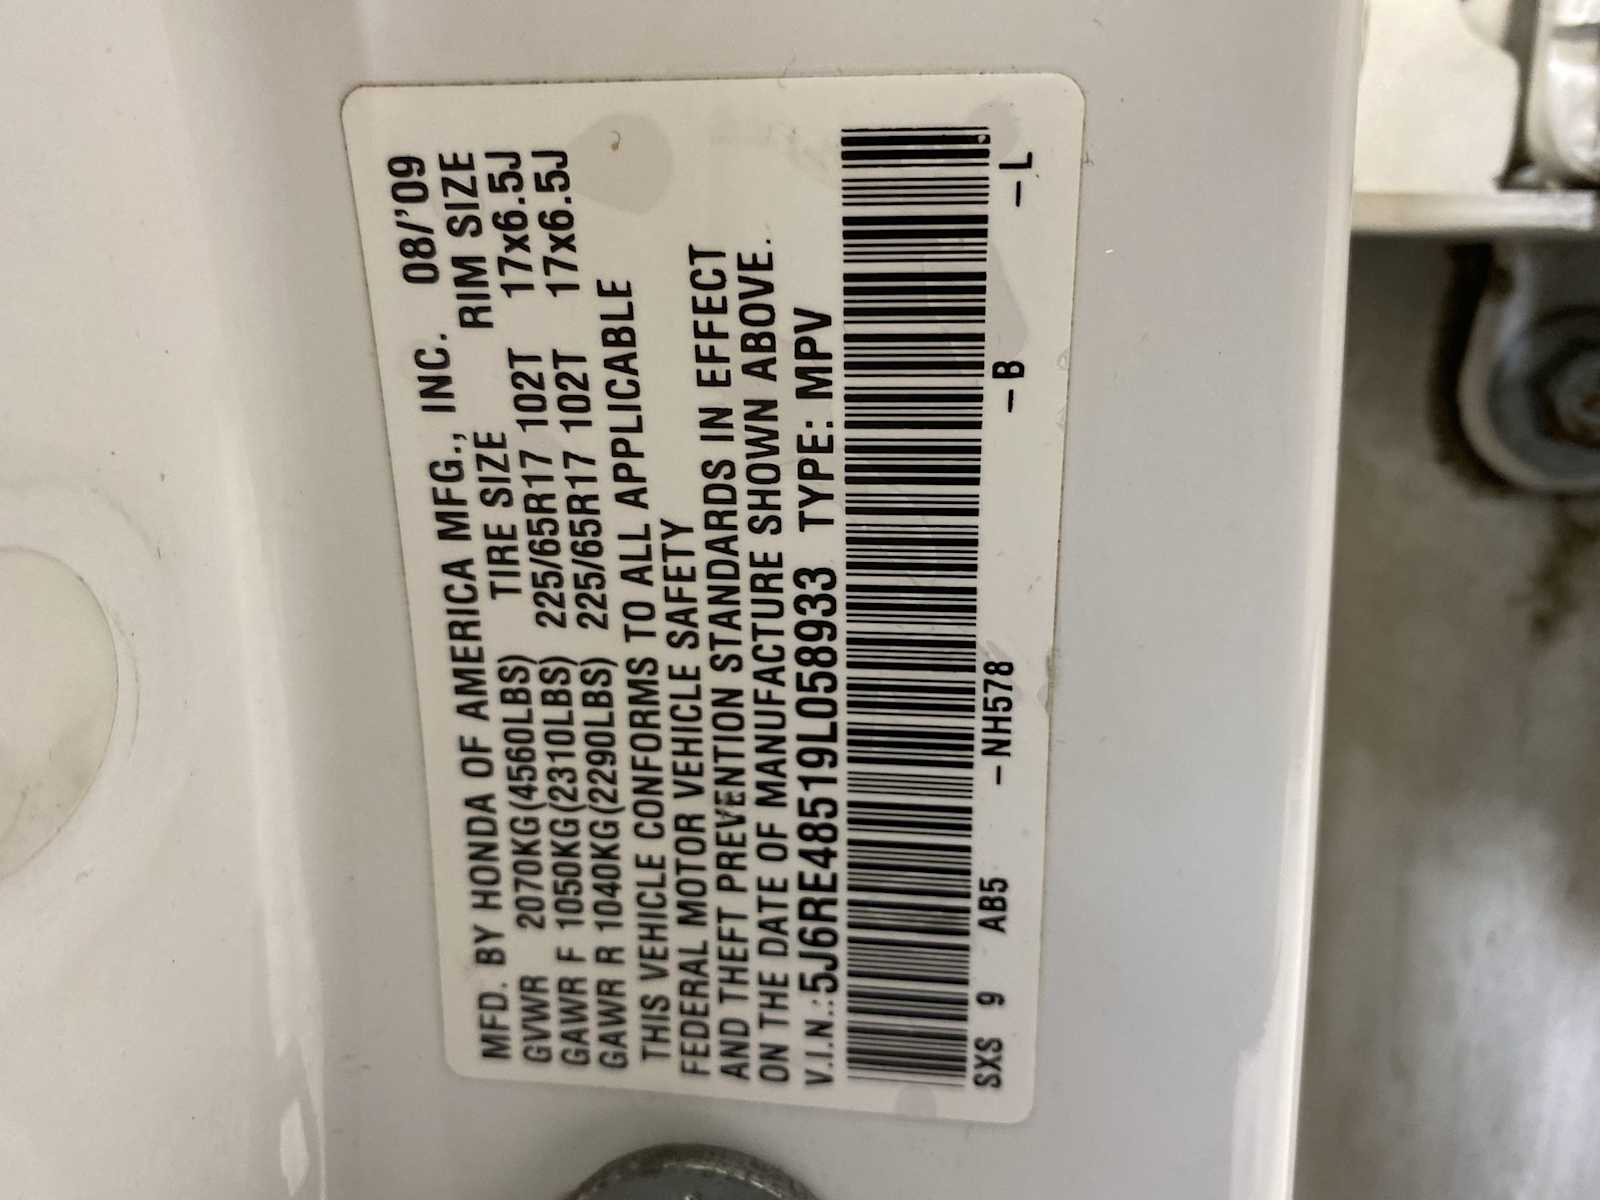 MFD. BY HONDA OF AMERICA MFG., INC. 08/'09
GVWR 2070KG(4560LBS) TIRE SIZE RIM SIZE
GAWR F 1050KG(2310LBS) 225/65R17 102T 17x6.5J
GAWR R 1040KG(2290LBS) 225/65R17 102T 17x6.5J
THIS VEHICLE CONFORMS TO ALL APPLICABLE
FEDERAL MOTOR VEHICLE SAFETY
AND THEFT PREVENTION STANDARDS IN EFFECT
ON THE DATE OF MANUFACTURE SHOWN ABOVE.
V.I.N.:5J6RE48519L058933 TYPE: MPV
SXS 9 AB5 -NH578 -B -L